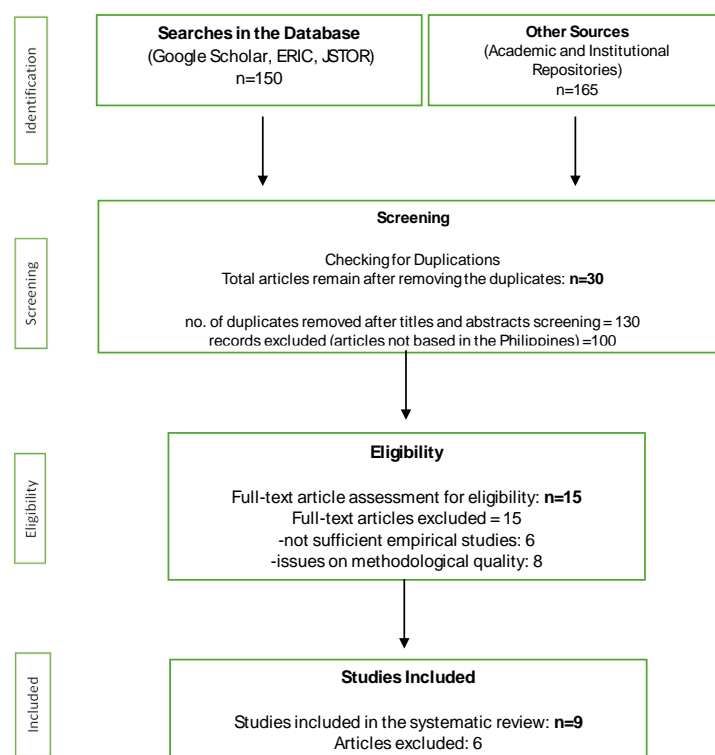 Identification
Searches in the Database
(Google Scholar, ERIC, JSTOR)
n=150
Other Sources
(Academic and Institutional
Repositories)
n=165
Screening
Screening
Checking for Duplications
Total articles remain after removing the duplicates: n=30
no. of duplicates removed after titles and abstracts screening = 130
records excluded (articles not based in the Philippines) =100
Eligibility
Eligibility
Full-text article assessment for eligibility: n=15
Full-text articles excluded = 15
-not sufficient empirical studies: 6
-issues on methodological quality: 8
Included
Studies Included
Studies included in the systematic review: n=9
Articles excluded: 6